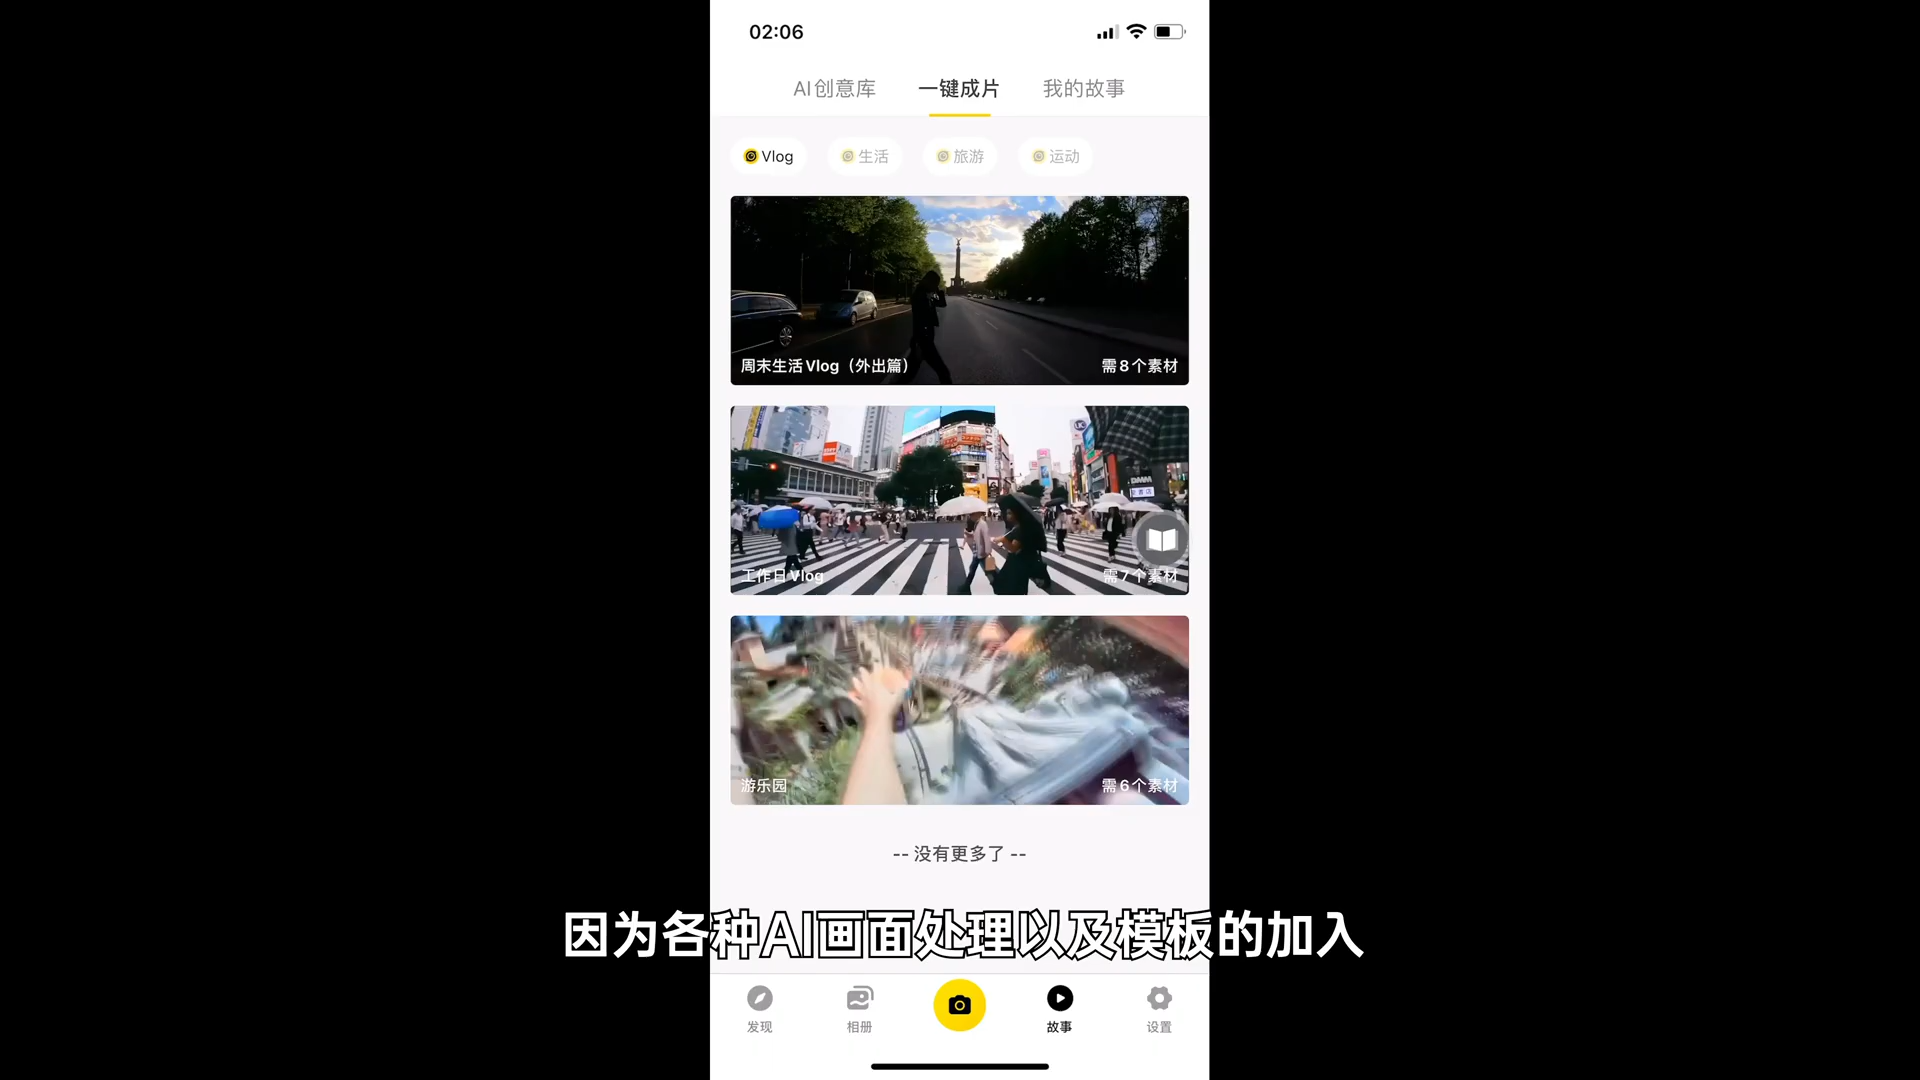 02:06
AI创意库 一键成片 我的故事
Vlog 生活 旅游 运动
周末生活Vlog（外出篇） 需8个素材
DMM
工作日Vlog 需7个素材
游乐园 需6个素材
-- 没有更多了 --
因为各种AI画面处理以及模板的加入
发现 相册 故事 设置